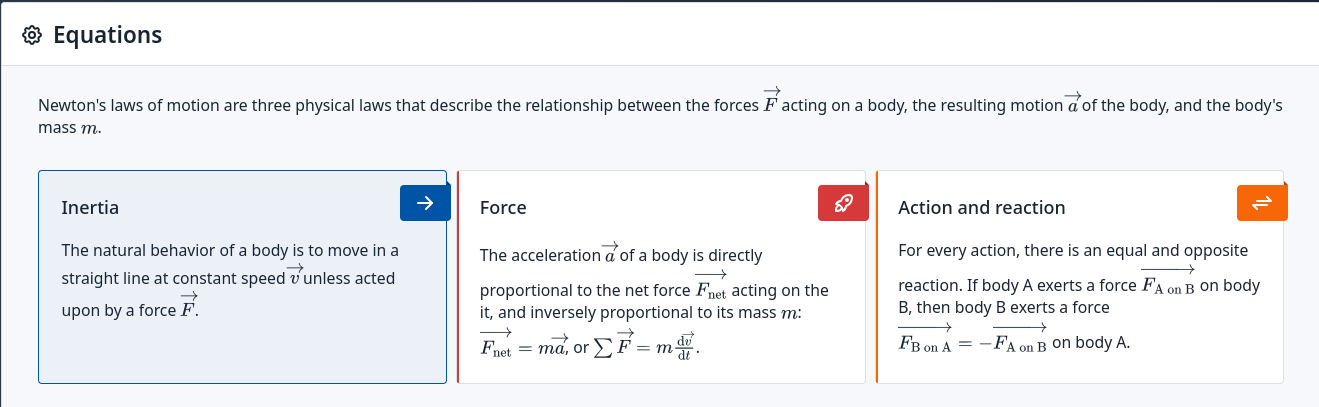 Equations
Newton's laws of motion are three physical laws that describe the relationship between the forces $\overrightarrow{F}$ acting on a body, the resulting motion $\overrightarrow{a}$ of the body, and the body's
mass $m$.
Inertia
The natural behavior of a body is to move in a
straight line at constant speed $\overrightarrow{v}$ unless acted
upon by a force $\overrightarrow{F}$.
Force
The acceleration $\overrightarrow{a}$ of a body is directly
proportional to the net force $\overrightarrow{F_{\text{net}}}$ acting on the
it, and inversely proportional to its mass $m$:
$\overrightarrow{F_{\text{net}}} = m\overrightarrow{a}$, or $\sum \overrightarrow{F} = m\frac{\mathrm{d}\vec{v}}{\mathrm{d}t}$.
Action and reaction
For every action, there is an equal and opposite
reaction. If body A exerts a force $\overrightarrow{F_{\text{A on B}}}$ on body
B, then body B exerts a force
$\overrightarrow{F_{\text{B on A}}} = -\overrightarrow{F_{\text{A on B}}}$ on body A.